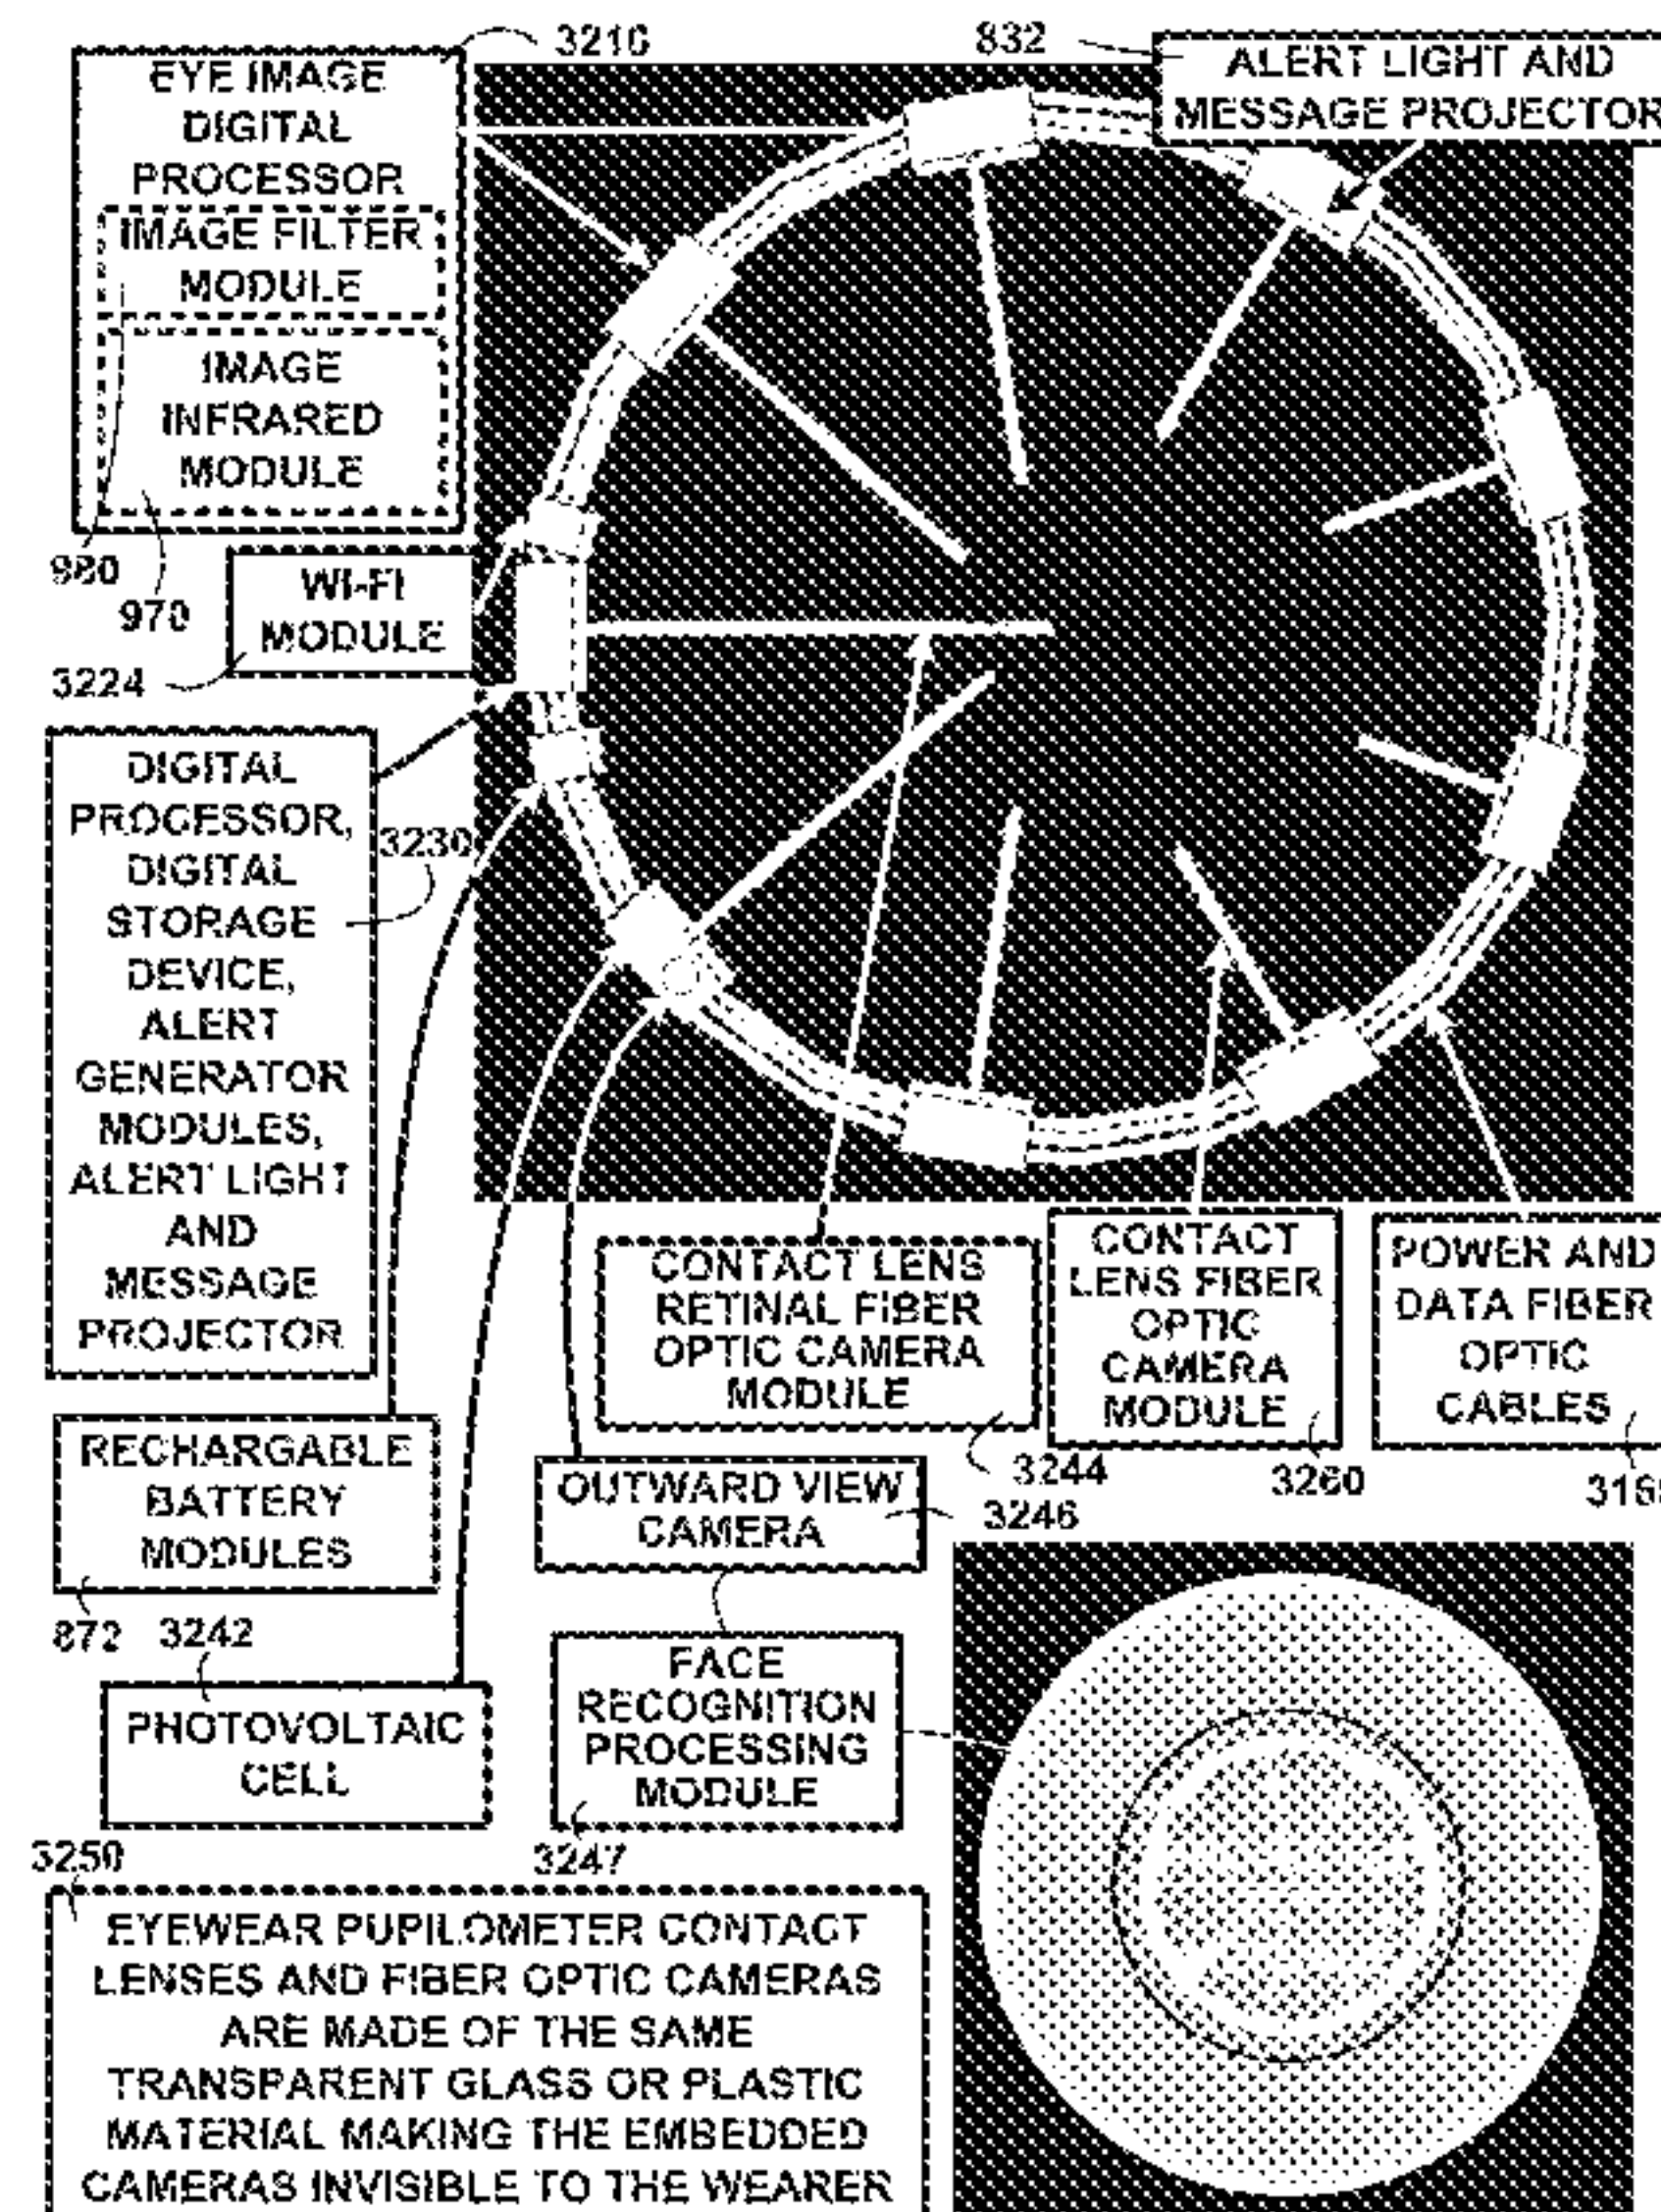 3210
EYE IMAGE
DIGITAL
PROCESSOR
IMAGE FILTER
MODULE
IMAGE
INFRARED
MODULE
980
970
832
ALERT LIGHT AND
MESSAGE PROJECTOR
WI-FI
MODULE
3224
DIGITAL
PROCESSOR,
DIGITAL
STORAGE
DEVICE,
ALERT
GENERATOR
MODULES,
ALERT LIGHT
AND
MESSAGE
PROJECTOR
3230
CONTACT LENS
RETINAL FIBER
OPTIC CAMERA
MODULE
3244
CONTACT
LENS FIBER
OPTIC
CAMERA
MODULE
3260
POWER AND
DATA FIBER
OPTIC
CABLES
RECHARGABLE
BATTERY
MODULES
872
OUTWARD VIEW
CAMERA
3246
3242
PHOTOVOLTAIC
CELL
FACE
RECOGNITION
PROCESSING
MODULE
3247
3250
EYEWEAR PUPILOMETER CONTACT
LENSES AND FIBER OPTIC CAMERAS
ARE MADE OF THE SAME
TRANSPARENT GLASS OR PLASTIC
MATERIAL MAKING THE EMBEDDED
CAMERAS INVISIBLE TO THE WEARER